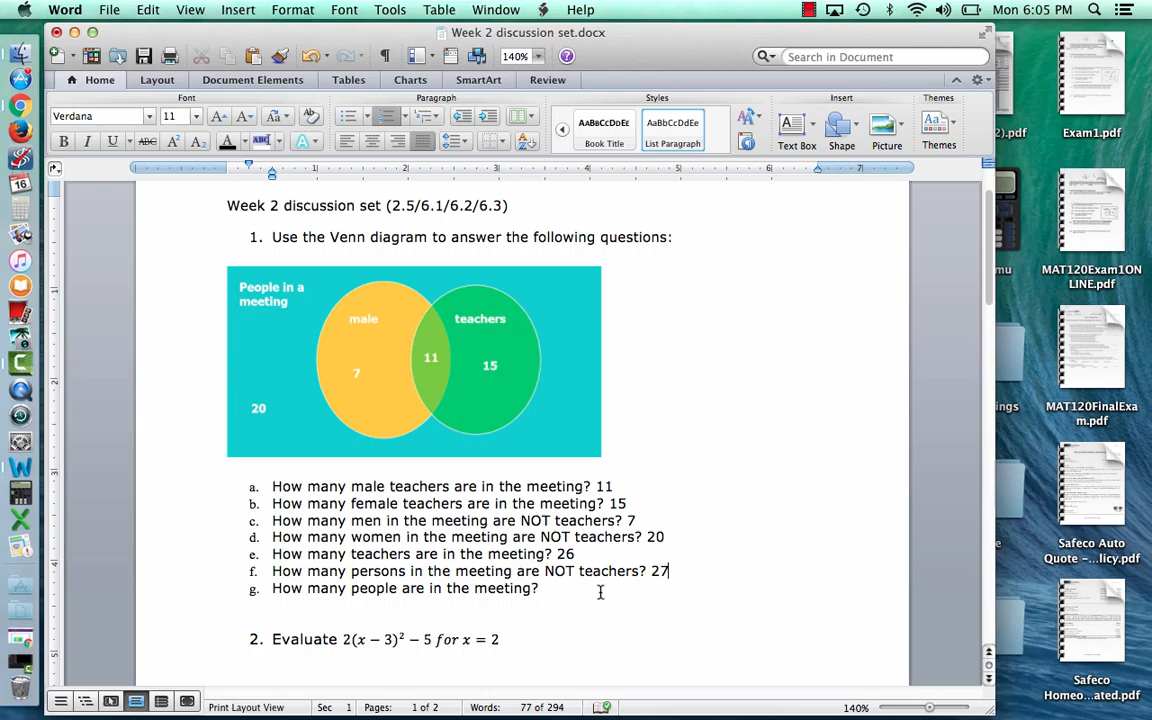 Word File Edit View Insert Format Font Tools Table Window Help Mon 6:05 PM
Week 2 discussion set.docx
140% Search in Document
Home Layout Document Elements Tables Charts SmartArt Review
Font Paragraph Styles Insert Themes
Verdana 11 AaBbCcDdEe AaBbCcDdEe
B I U ABC A² A₂ A ABC A Book Title List Paragraph Text Box Shape Picture Themes
Week 2 discussion set (2.5/6.1/6.2/6.3)
1. Use the Venn diagram to answer the following questions:
People in a
meeting
male teachers
11
15
7
20
a. How many male teachers are in the meeting? 11
b. How many female teachers are in the meeting? 15
c. How many men in the meeting are NOT teachers? 7
d. How many women in the meeting are NOT teachers? 20
e. How many teachers are in the meeting? 26
f. How many persons in the meeting are NOT teachers? 27
g. How many people are in the meeting?
2. Evaluate 2(x − 3)² − 5 for x = 2
Print Layout View Sec 1 Pages: 1 of 2 Words: 77 of 294 140%
2).pdf
Exam1.pdf
mu
MAT120Exam1ON
LINE.pdf
ings
MAT120FinalExa
m.pdf
Safeco Auto
Quote -...licy.pdf
Safeco
Homeo...ated.pdf